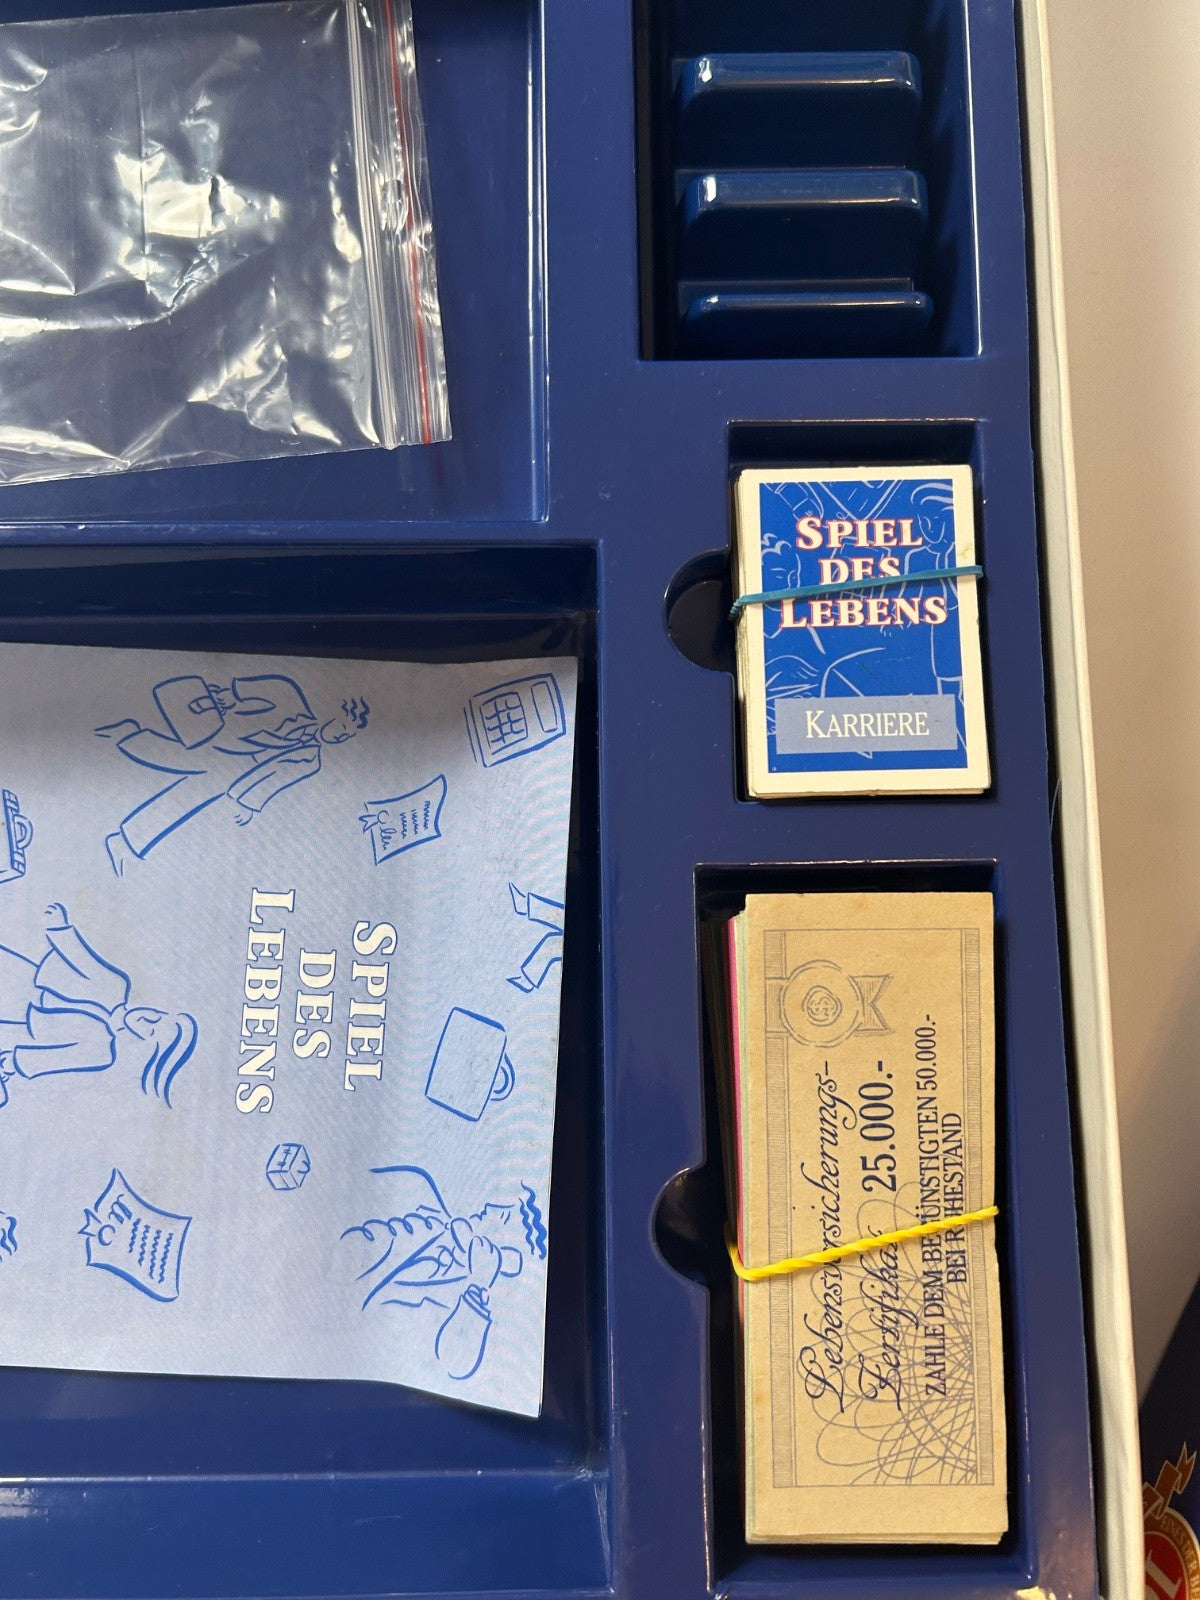 SPIEL
DES
LEBENS
KARRIERE
SPIEL
DES
LEBENS
Lebensversicherungs-
Zertifikat 25.000.-
ZAHLE DEM BEGÜNSTIGTEN 50.000.-
BEI RUHESTAND